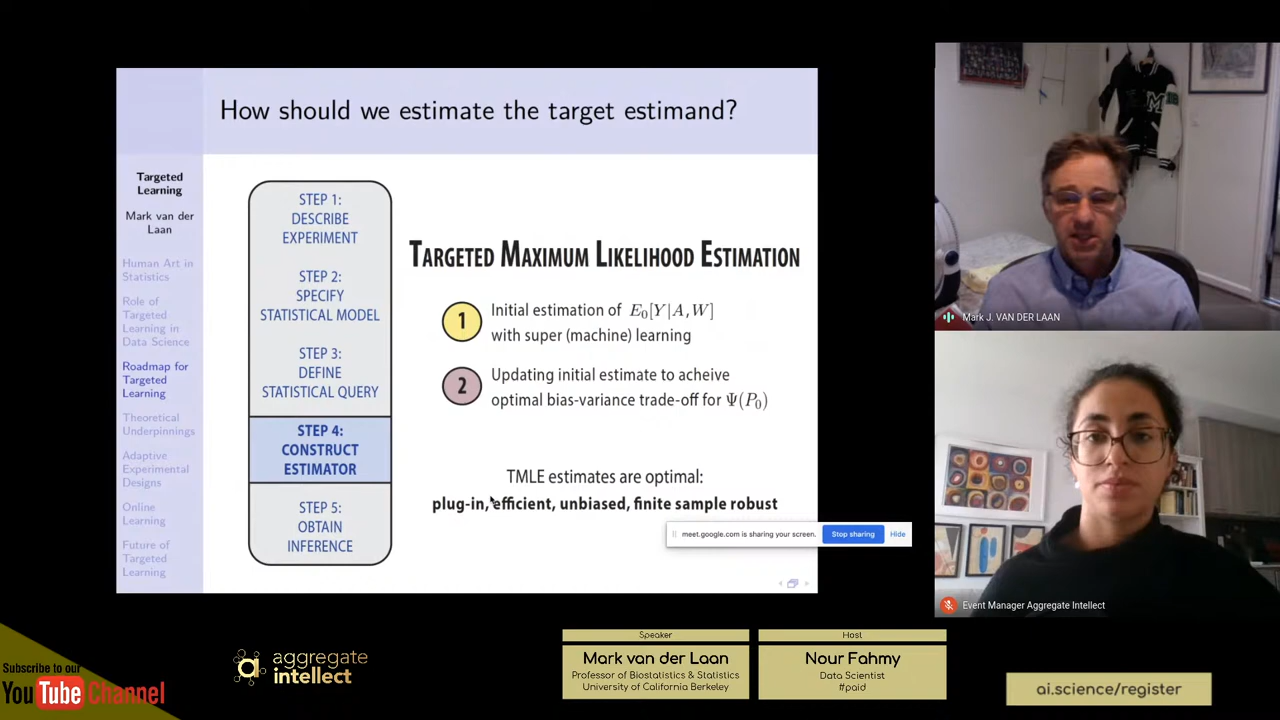 How should we estimate the target estimand?
Targeted
Learning
Mark van der
Laan
Human Art in
Statistics
Role of
Targeted
Learning in
Data Science
Roadmap for
Targeted
Learning
Theoretical
Underpinnings
Adaptive
Experimental
Designs
Online
Learning
Future of
Targeted
Learning
STEP 1:
DESCRIBE
EXPERIMENT
STEP 2:
SPECIFY
STATISTICAL MODEL
STEP 3:
DEFINE
STATISTICAL QUERY
STEP 4:
CONSTRUCT
ESTIMATOR
STEP 5:
OBTAIN
INFERENCE
TARGETED MAXIMUM LIKELIHOOD ESTIMATION
1
Initial estimation of E₀[Y|A, W]
with super (machine) learning
2
Updating initial estimate to acheive
optimal bias-variance trade-off for Ψ(P₀)
TMLE estimates are optimal:
plug-in, efficient, unbiased, finite sample robust
meet.google.com is sharing your screen.
Stop sharing
Hide
M
Mark J. VAN DER LAAN
Event Manager Aggregate Intellect
Subscribe to our
YouTube Channel
a
aggregate
intellect
Speaker
Mark van der Laan
Professor of Biostatistics & Statistics
University of California Berkeley
Host
Nour Fahmy
Data Scientist
#paid
ai.science/register